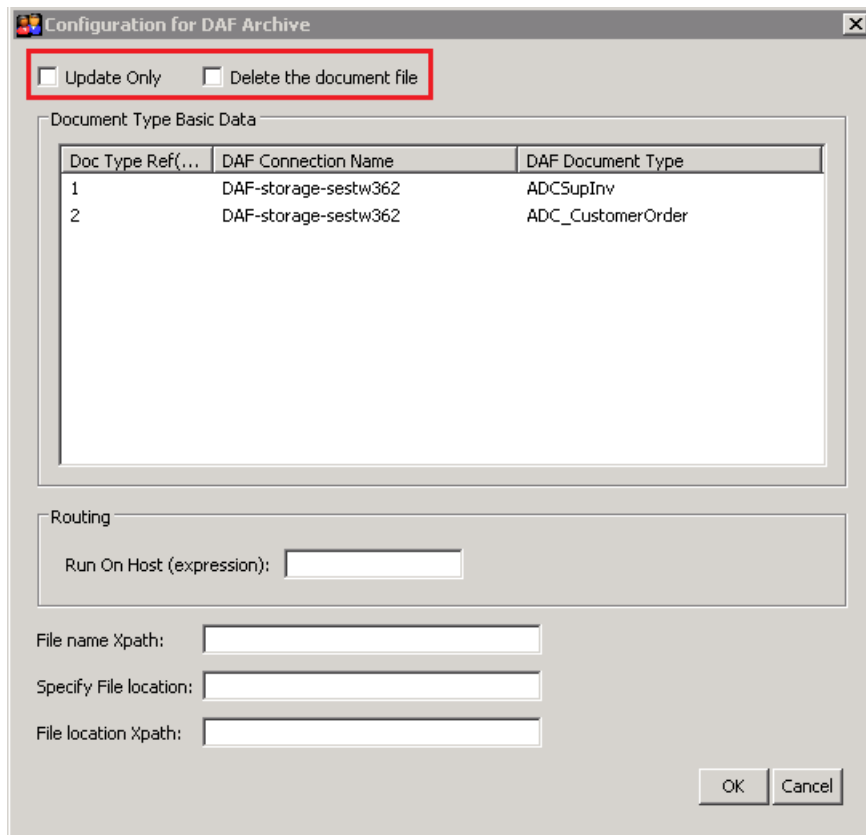 Configuration for DAF Archive
Update Only Delete the document file
Document Type Basic Data
Doc Type Ref(... DAF Connection Name DAF Document Type
1 DAF-storage-sestw362 ADCSupInv
2 DAF-storage-sestw362 ADC_CustomerOrder
Routing
Run On Host (expression):
File name Xpath:
Specify File location:
File location Xpath:
OK Cancel